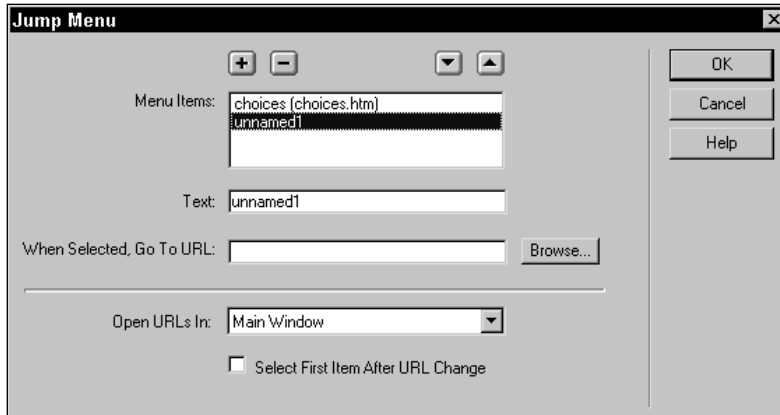 Jump Menu
OK
Menu Items:
choices (choices.htm)
unnamed1
Cancel
Help
Text:
unnamed1
When Selected, Go To URL:
Browse...
Open URLs In:
Main Window
Select First Item After URL Change